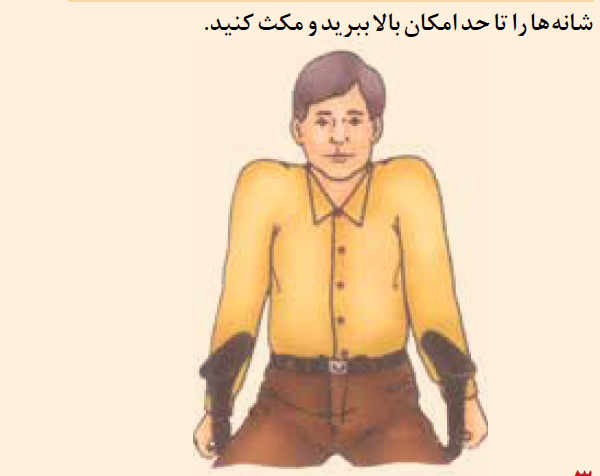 شانه‌ها را تا حد امکان بالا ببرید و مکث کنید.